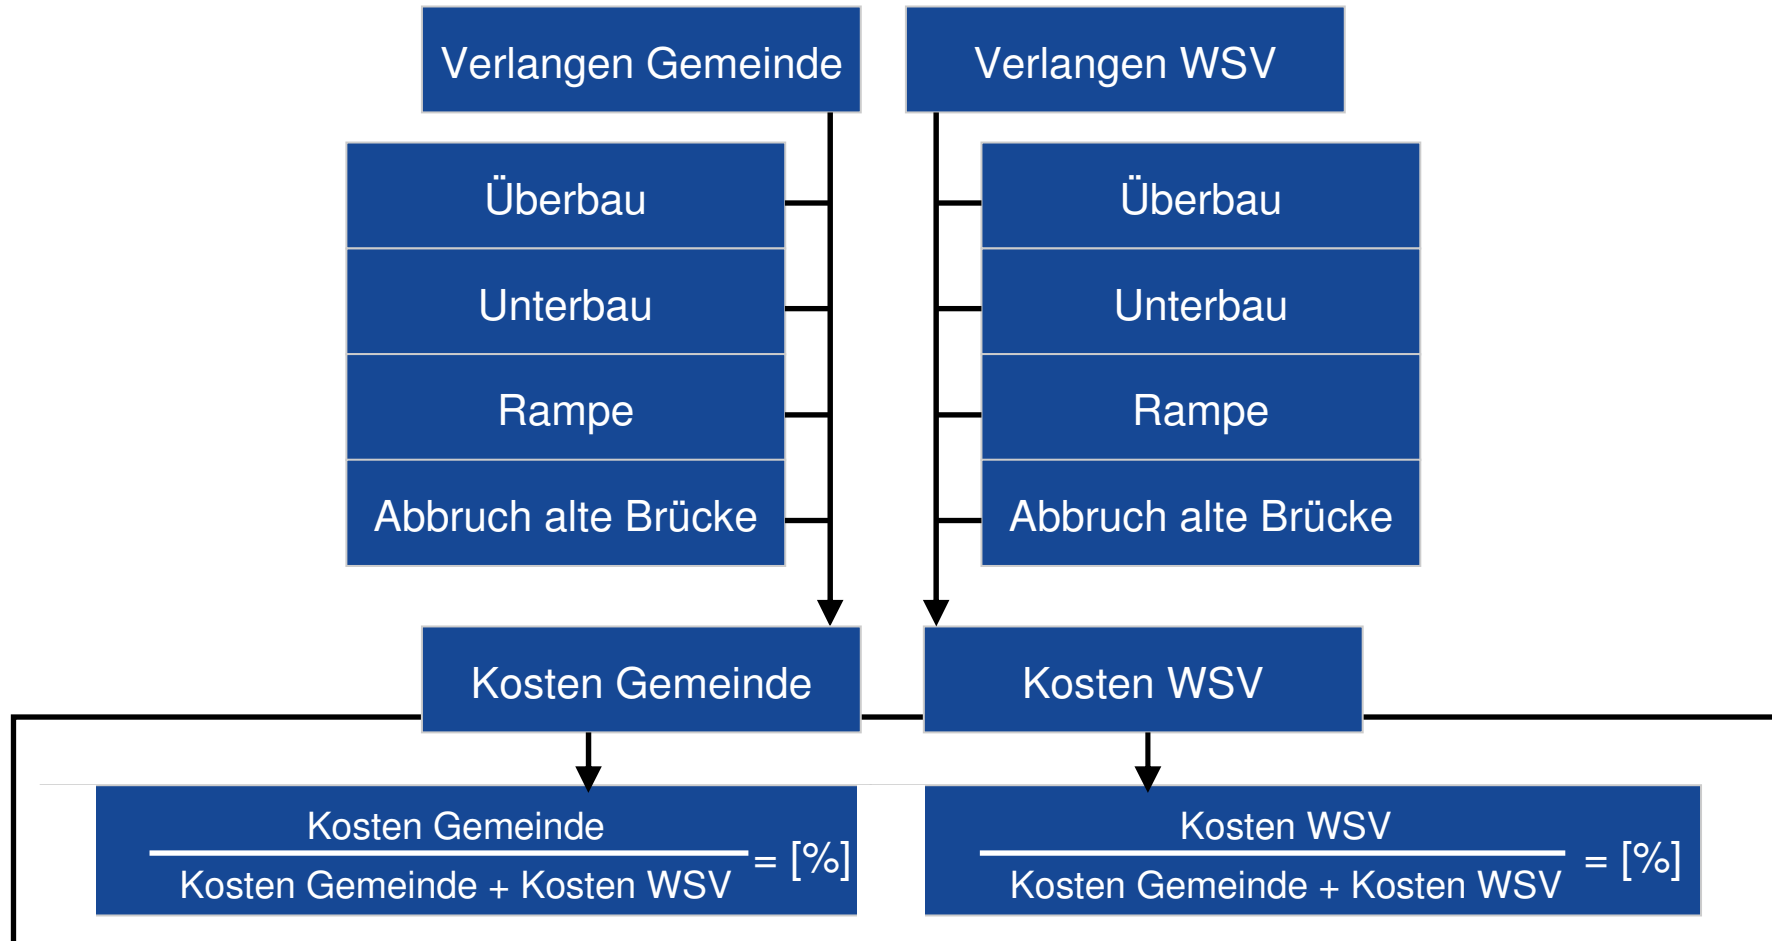 Verlangen Gemeinde
Verlangen WSV
Überbau
Unterbau
Rampe
Abbruch alte Brücke
Überbau
Unterbau
Rampe
Abbruch alte Brücke
Kosten Gemeinde
Kosten WSV
Kosten Gemeinde
Kosten Gemeinde + Kosten WSV
= [%]
Kosten WSV
Kosten Gemeinde + Kosten WSV
= [%]